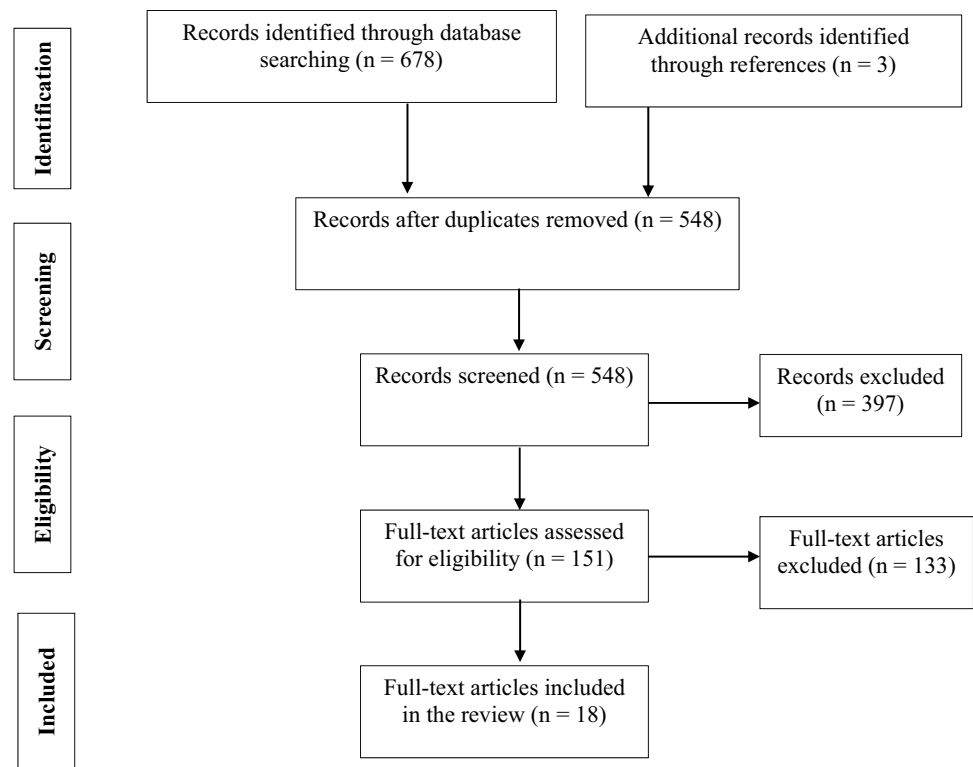 Identification
Records identified through database
searching (n = 678)
Additional records identified
through references (n = 3)
Records after duplicates removed (n = 548)
Screening
Records screened (n = 548)
Records excluded
(n = 397)
Eligibility
Full-text articles assessed
for eligibility (n = 151)
Full-text articles
excluded (n = 133)
Included
Full-text articles included
in the review (n = 18)